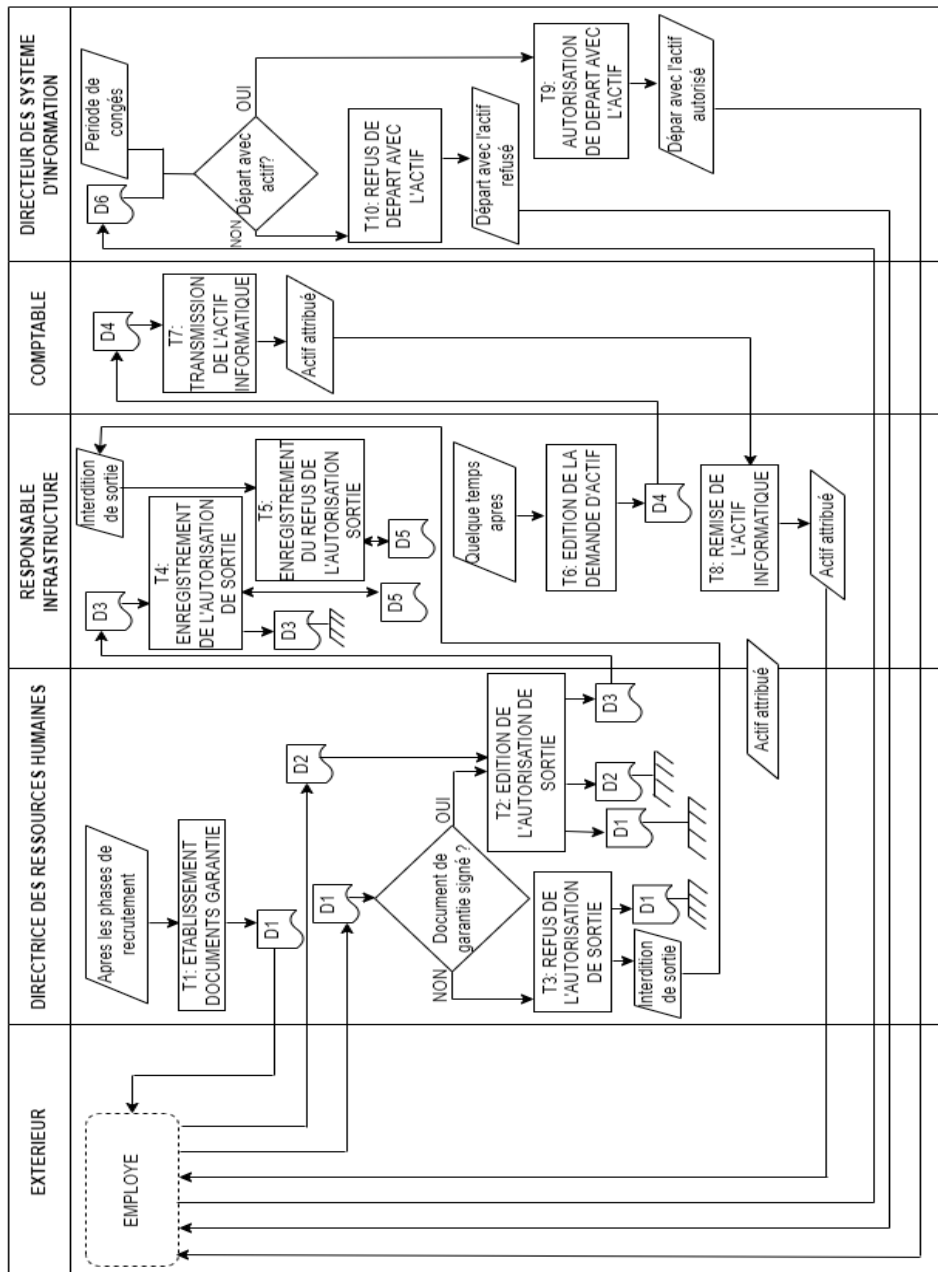 EXTERIEUR
DIRECTRICE DES RESSOURCES HUMAINES
RESPONSABLE
INFRASTRUCTURE
COMPTABLE
DIRECTEUR DES SYSTEME
D'INFORMATION
EMPLOYE
Apres les phases de
recrutement
T1: ETABLISSEMENT
DOCUMENTS GARANTIE
D1
D2
D1
Document de
garantie signé ?
NON
OUI
T2: EDITION DE
L'AUTORISATION DE
SORTIE
D1
D2
D3
T3: REFUS DE
L'AUTORISATION
DE SORTIE
Interdition
de sortie
D1
Actif attribué
D3
Interdition
de sortie
T4:
ENREGISTREMENT
DE L'AUTORISATION
DE SORTIE
D3
D5
T5:
ENREGISTREMENT
DU REFUS DE
L'AUTORISATION
SORTIE
D5
Quelque temps
apres
T6: EDITION DE LA
DEMANDE D'ACTIF
D4
T8: REMISE DE
L'ACTIF
INFORMATIQUE
Actif attribué
D4
T7:
TRANSMISSION
DE L'ACTIF
INFORMATIQUE
Actif attribué
D6
Periode de
congés
Départ avec
actif?
NON
OUI
T10: REFUS DE
DEPART AVEC
L'ACTIF
Départ avec l'actif
refusé
T9:
AUTORISATION
DE DEPART AVEC
L'ACTIF
Dépar avec l'actif
autorisé